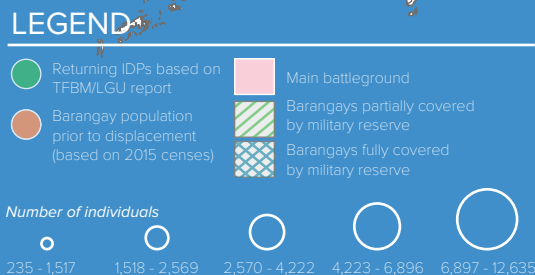 LEGEND
Returning IDPs based on
TFBM/LGU report
Barangay population
prior to displacement
(based on 2015 censes)
Main battleground
Barangays partially covered
by military reserve
Barangays fully covered
by military reserve
Number of individuals
235 - 1,517
1,518 - 2,569
2,570 - 4,222
4,223 - 6,896
6,897 - 12,635